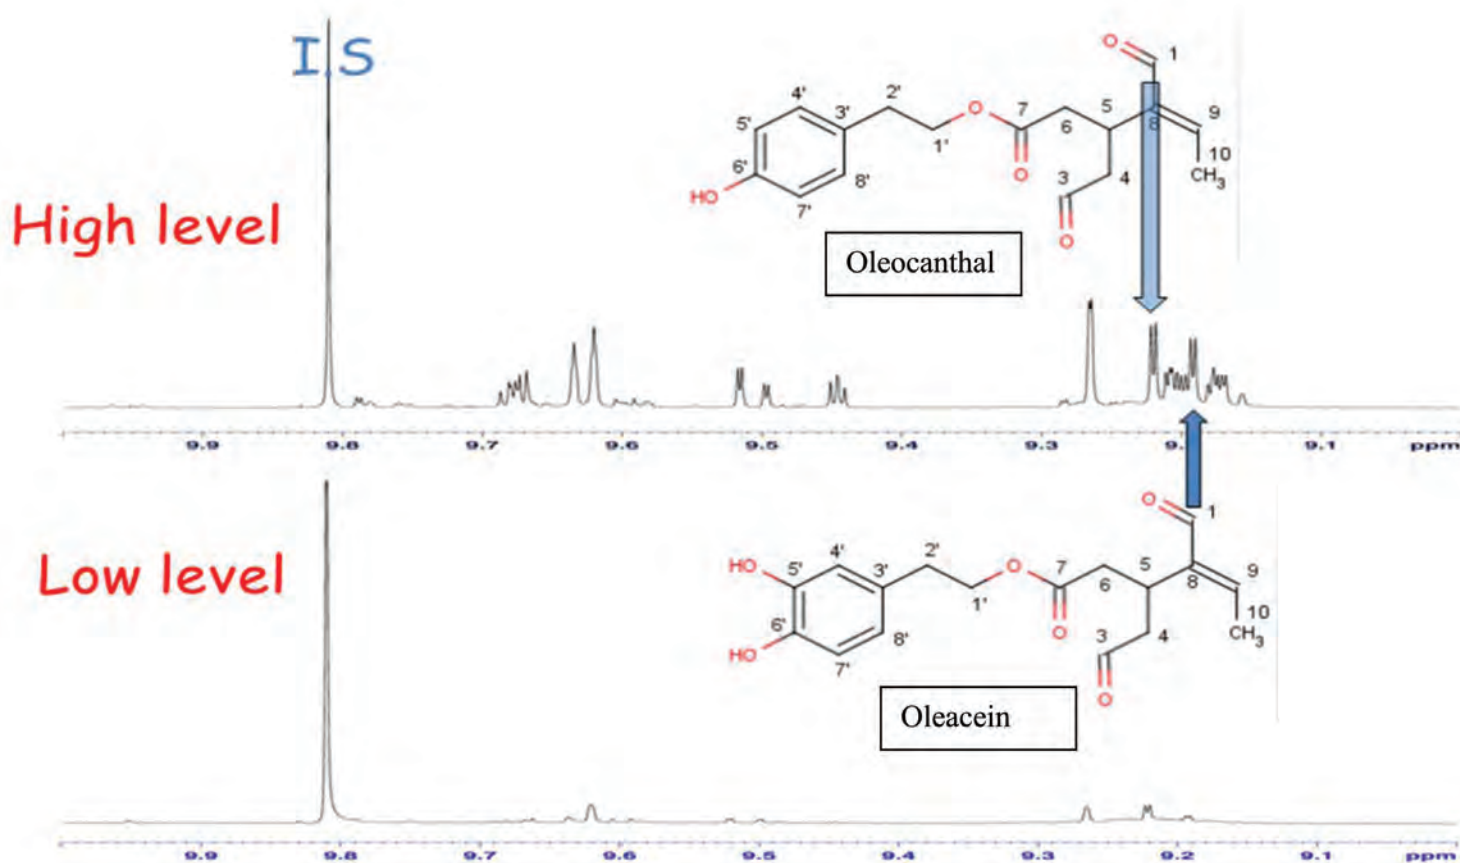 I.S
O
1
4'
2'
5'
3'
O
7
5
8
9
6
10
1'
6'
CH3
HO
8'
O
3
4
7'
O
High level
Oleocanthal
9.9 9.8 9.7 9.6 9.5 9.4 9.3 9.1 ppm
O
1
4'
2'
HO
5'
3'
O
7
5
8
9
6
10
1'
6'
CH3
HO
8'
O
3
4
7'
O
Low level
Oleacein
9.9 9.8 9.7 9.6 9.5 9.4 9.3 9.2 9.1 ppm